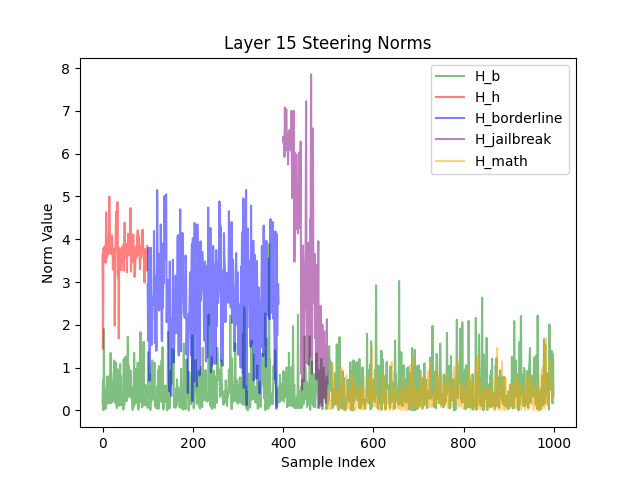 Layer 15 Steering Norms
Norm Value
8
7
6
5
4
3
2
1
0
H_b
H_h
H_borderline
H_jailbreak
H_math
0 200 400 600 800 1000
Sample Index